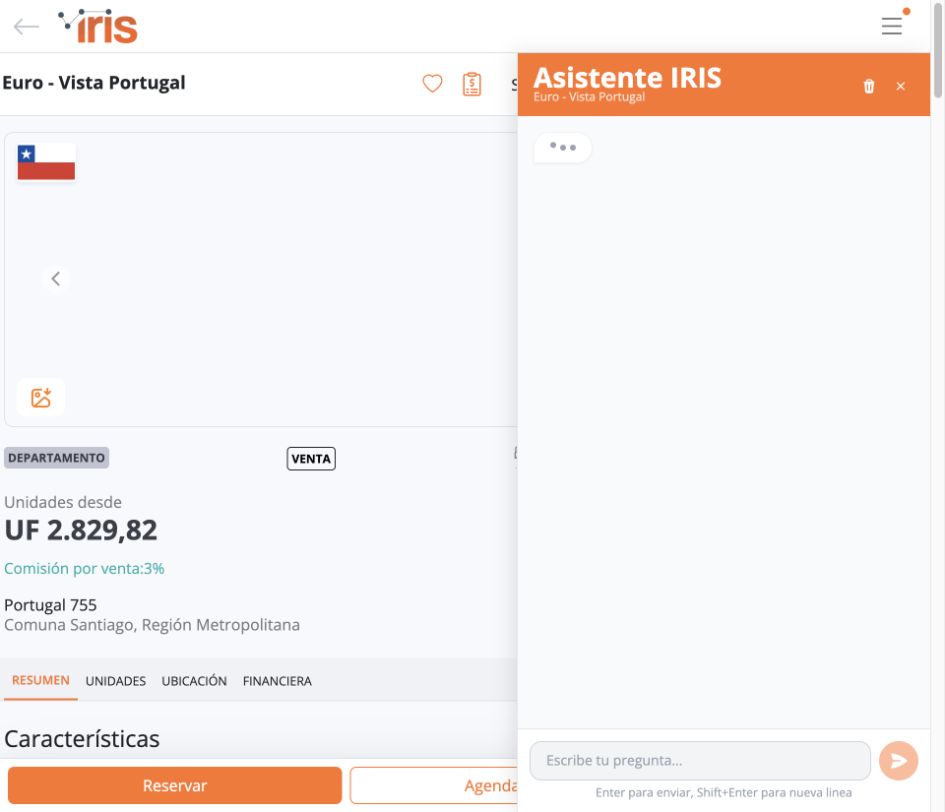 iris
Euro - Vista Portugal
Asistente IRIS
Euro - Vista Portugal
DEPARTAMENTO
VENTA
Unidades desde
UF 2.829,82
Comisión por venta:3%
Portugal 755
Comuna Santiago, Región Metropolitana
RESUMEN UNIDADES UBICACIÓN FINANCIERA
Características
Reservar
Agenda
Escribe tu pregunta...
Enter para enviar, Shift+Enter para nueva linea